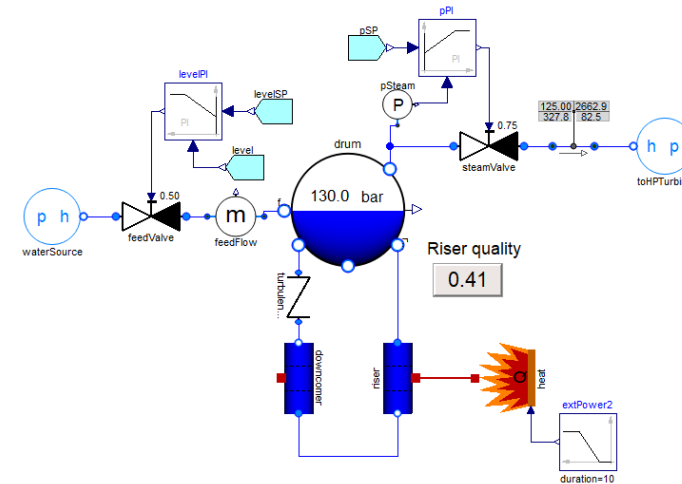 pSP
pPI
PI
levelPI
levelSP
PI
level
pSteam
P
0.75
steamValve
125.00 2662.9
327.8 82.5
h p
toHPTurbi
drum
130.0 bar
p h
waterSource
0.50
feedValve
m
feedFlow
f
Riser quality
0.41
turbulen...
downcomer
riser
heat
extPower2
duration=10